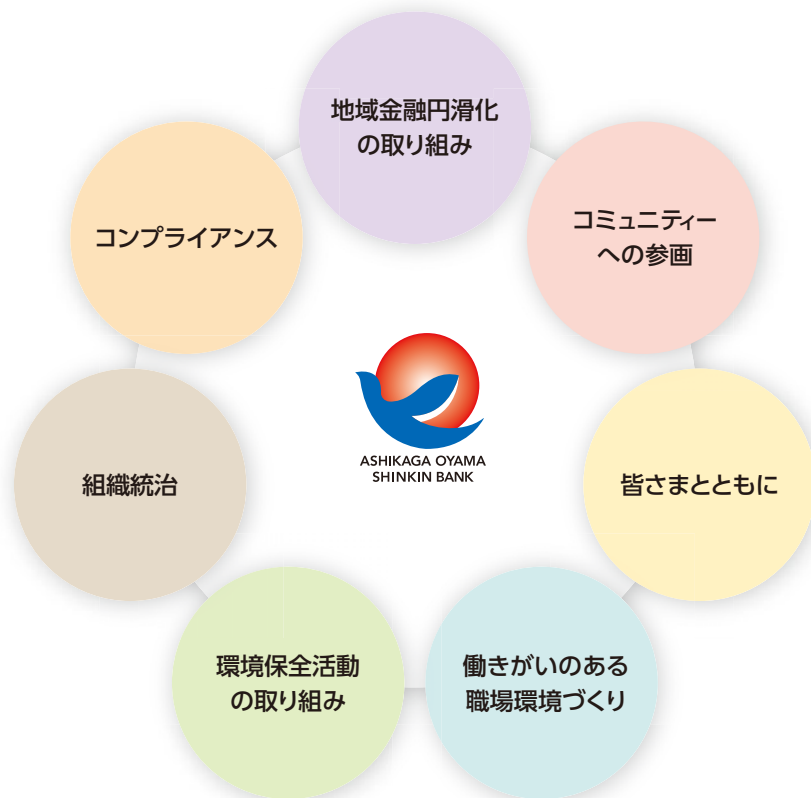 地域金融円滑化
の取り組み
コミュニティー
への参画
皆さまとともに
働きがいのある
職場環境づくり
環境保全活動
の取り組み
組織統治
コンプライアンス
ASHIKAGA OYAMA
SHINKIN BANK